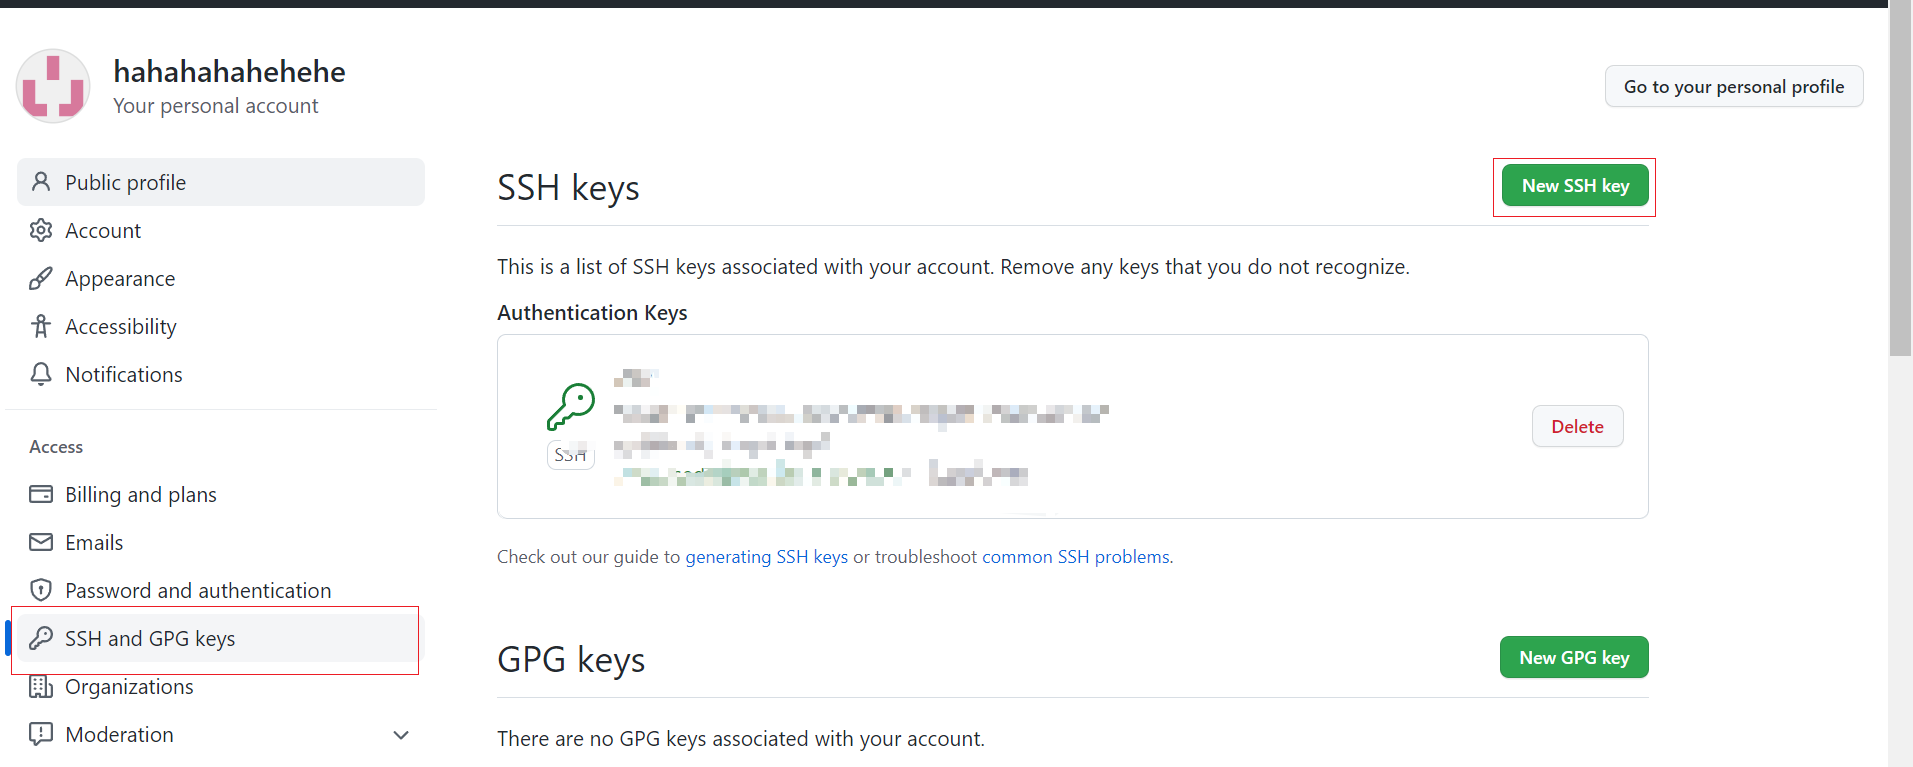 hahahahahehehe
Your personal account
Go to your personal profile
Public profile
Account
Appearance
Accessibility
Notifications
Access
Billing and plans
Emails
Password and authentication
SSH and GPG keys
Organizations
Moderation
SSH keys
New SSH key
This is a list of SSH keys associated with your account. Remove any keys that you do not recognize.
Authentication Keys
SSH
Delete
Check out our guide to generating SSH keys or troubleshoot common SSH problems.
GPG keys
New GPG key
There are no GPG keys associated with your account.